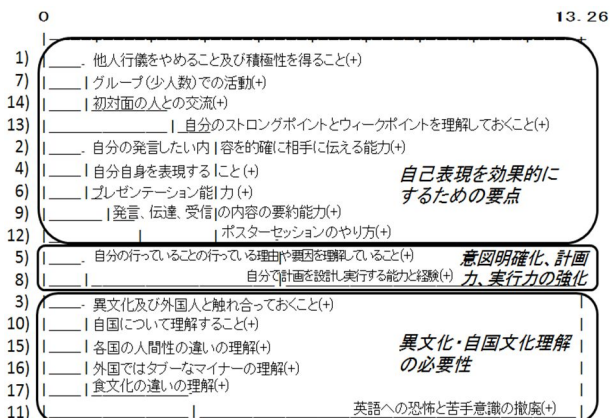 0 13.26
1) 他人行儀をやめること及び積極性を得ること(+)
7) グループ(少人数)での活動(+)
14) 初対面の人との交流(+)
13) 自分のストロングポイントとウィークポイントを理解しておくこと(+)
2) 自分の発言したい内容を的確に相手に伝える能力(+)
4) 自分自身を表現すること(+)
6) プレゼンテーション能力(+)
9) 発言、伝達、受信の内容の要約能力(+)
12) ポスターセッションのやり方(+)
自己表現を効果的に
するための要点
5) 自分の行っていることの行っている理由や要因を理解していること(+)
8) 自分で計画を設計し実行する能力と経験(+)
意図明確化、計画
力、実行力の強化
3) 異文化及び外国人と触れ合っておくこと(+)
10) 自国について理解すること(+)
15) 各国の人間性の違いの理解(+)
16) 外国ではタブーなマイナーの理解(+)
17) 食文化の違いの理解(+)
11) 英語への恐怖と苦手意識の撤廃(+)
異文化・自国文化理解
の必要性